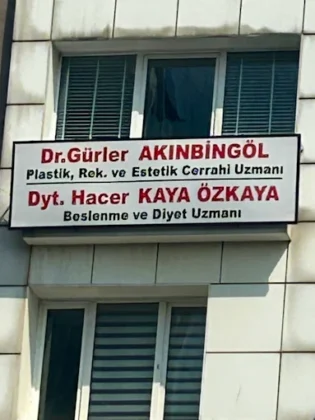 Dr.Gürler AKINBİNGÖL
Plastik, Rek. ve Estetik Cerrahi Uzmanı
Dyt. Hacer KAYA ÖZKAYA
Beslenme ve Diyet Uzmanı